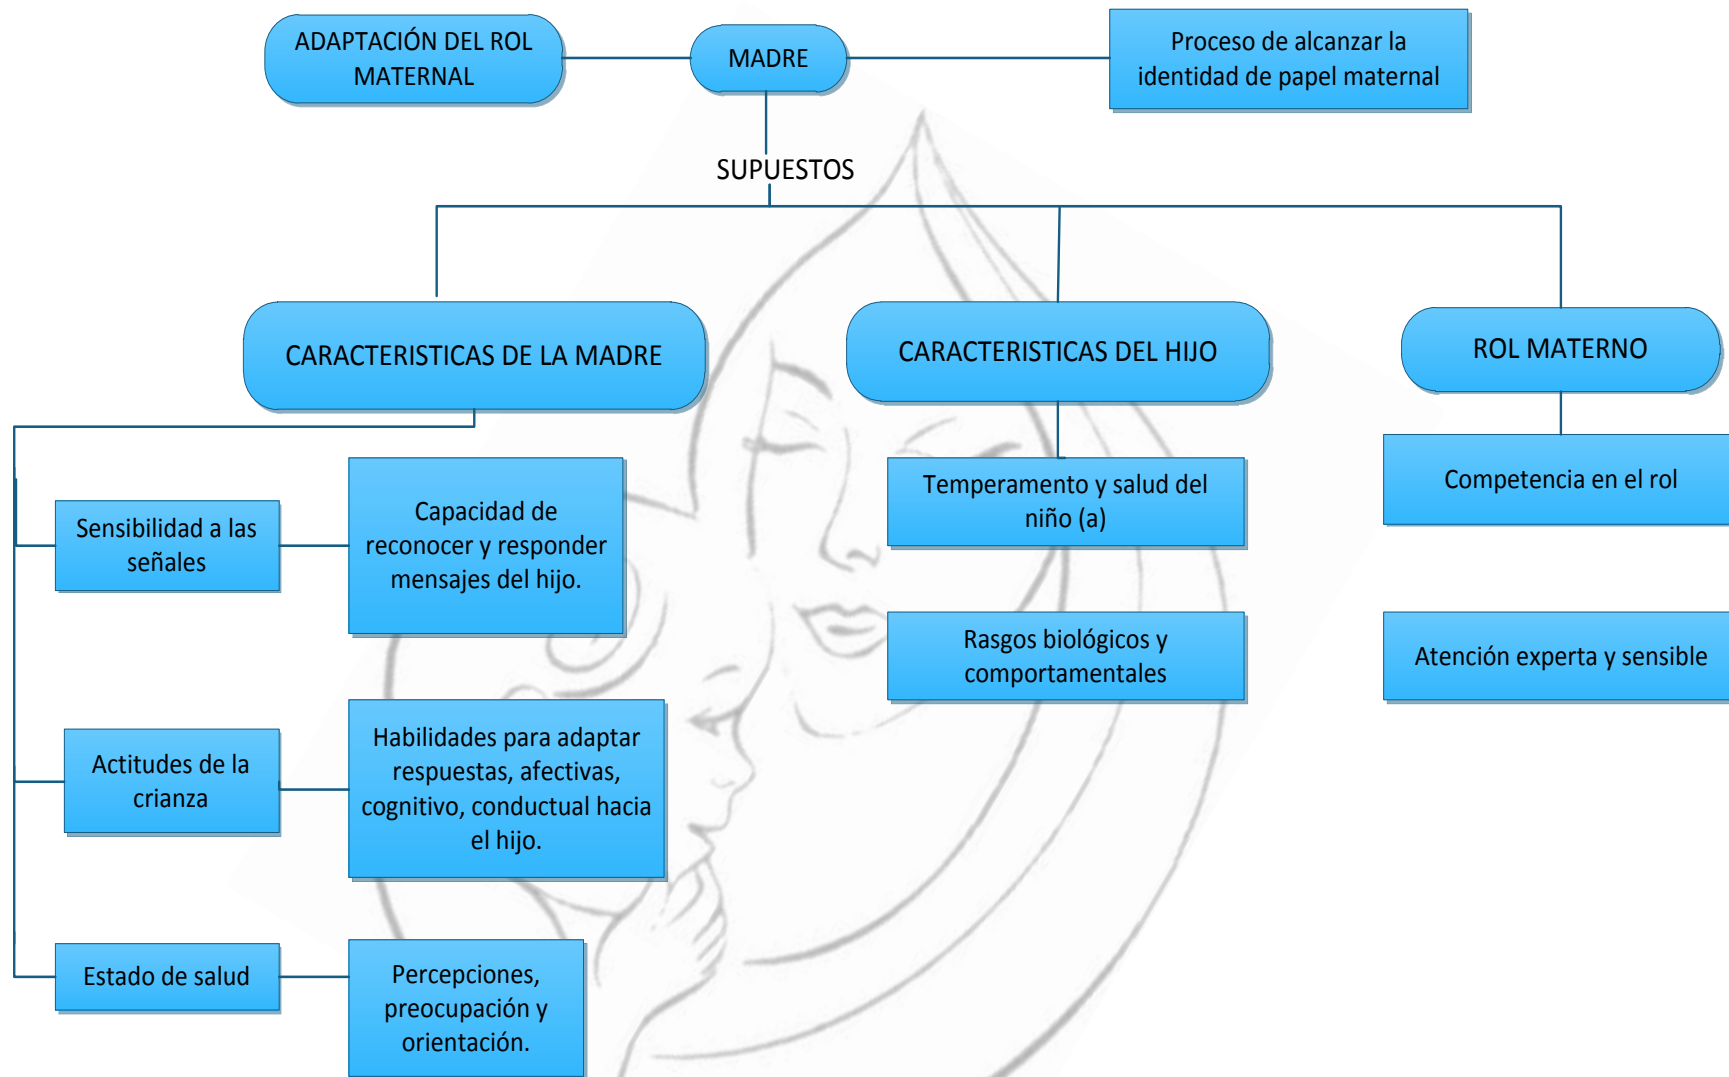 ADAPTACIÓN DEL ROL
MATERNAL
MADRE
Proceso de alcanzar la
identidad de papel maternal
SUPUESTOS
CARACTERISTICAS DE LA MADRE
CARACTERISTICAS DEL HIJO
ROL MATERNO
Sensibilidad a las
señales
Capacidad de
reconocer y responder
mensajes del hijo.
Temperamento y salud del
niño (a)
Competencia en el rol
Rasgos biológicos y
comportamentales
Atención experta y sensible
Actitudes de la
crianza
Habilidades para adaptar
respuestas, afectivas,
cognitivo, conductual hacia
el hijo.
Estado de salud
Percepciones,
preocupación y
orientación.